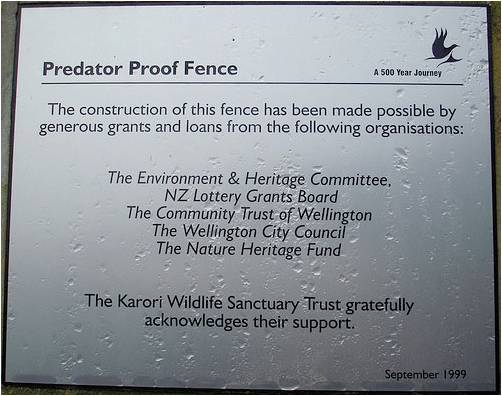 Predator Proof Fence
A 500 Year Journey
The construction of this fence has been made possible by
generous grants and loans from the following organisations:
The Environment & Heritage Committee,
NZ Lottery Grants Board
The Community Trust of Wellington
The Wellington City Council
The Nature Heritage Fund
The Karori Wildlife Sanctuary Trust gratefully
acknowledges their support.
September 1999